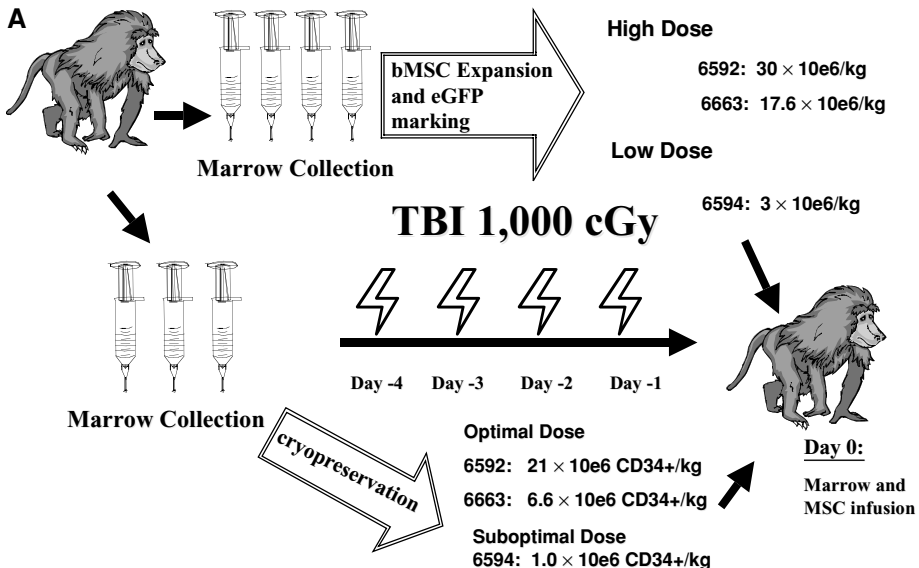 A
High Dose
bMSC Expansion
and eGFP
marking
6592: 30 × 10e6/kg
6663: 17.6 × 10e6/kg
Marrow Collection
Low Dose
6594: 3 × 10e6/kg
TBI 1,000 cGy
Day -4 Day -3 Day -2 Day -1
Marrow Collection
cryopreservation
Optimal Dose
6592: 21 × 10e6 CD34+/kg
6663: 6.6 × 10e6 CD34+/kg
Suboptimal Dose
6594: 1.0 × 10e6 CD34+/kg
Day 0:
Marrow and
MSC infusion